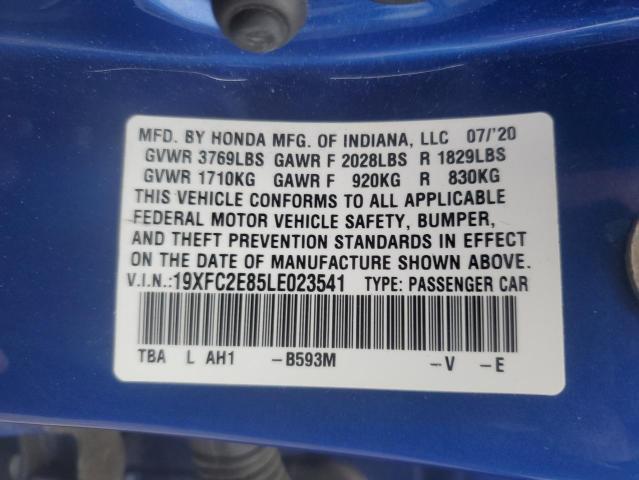 MFD. BY HONDA MFG. OF INDIANA, LLC 07/'20
GVWR 3769LBS GAWR F 2028LBS R 1829LBS
GVWR 1710KG GAWR F 920KG R 830KG
THIS VEHICLE CONFORMS TO ALL APPLICABLE
FEDERAL MOTOR VEHICLE SAFETY, BUMPER,
AND THEFT PREVENTION STANDARDS IN EFFECT
ON THE DATE OF MANUFACTURE SHOWN ABOVE.
V.I.N.:19XFC2E85LE023541 TYPE: PASSENGER CAR
TBA L AH1 -B593M -V -E